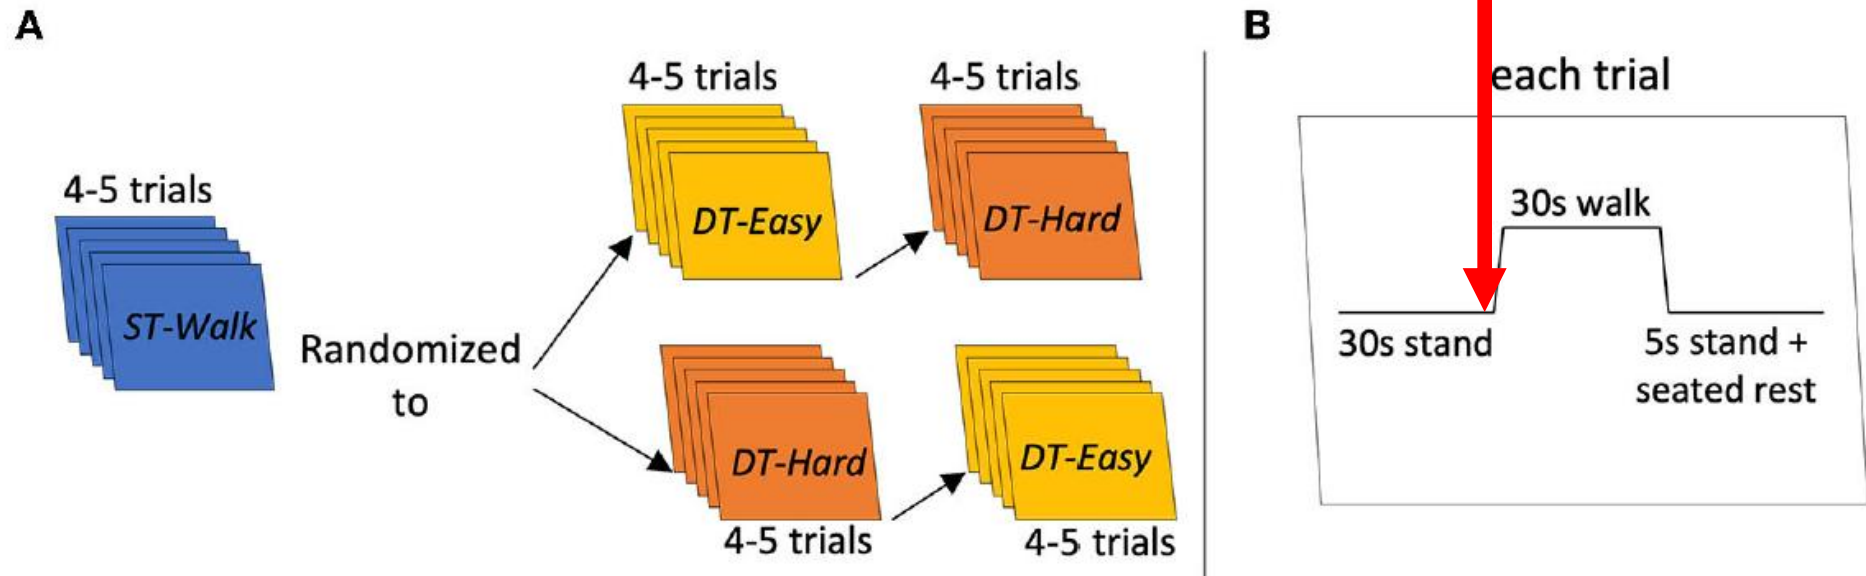 A
4-5 trials
ST-Walk
Randomized
to
4-5 trials
DT-Easy
4-5 trials
DT-Hard
DT-Hard
4-5 trials
DT-Easy
4-5 trials
B
each trial
30s walk
30s stand
5s stand +
seated rest